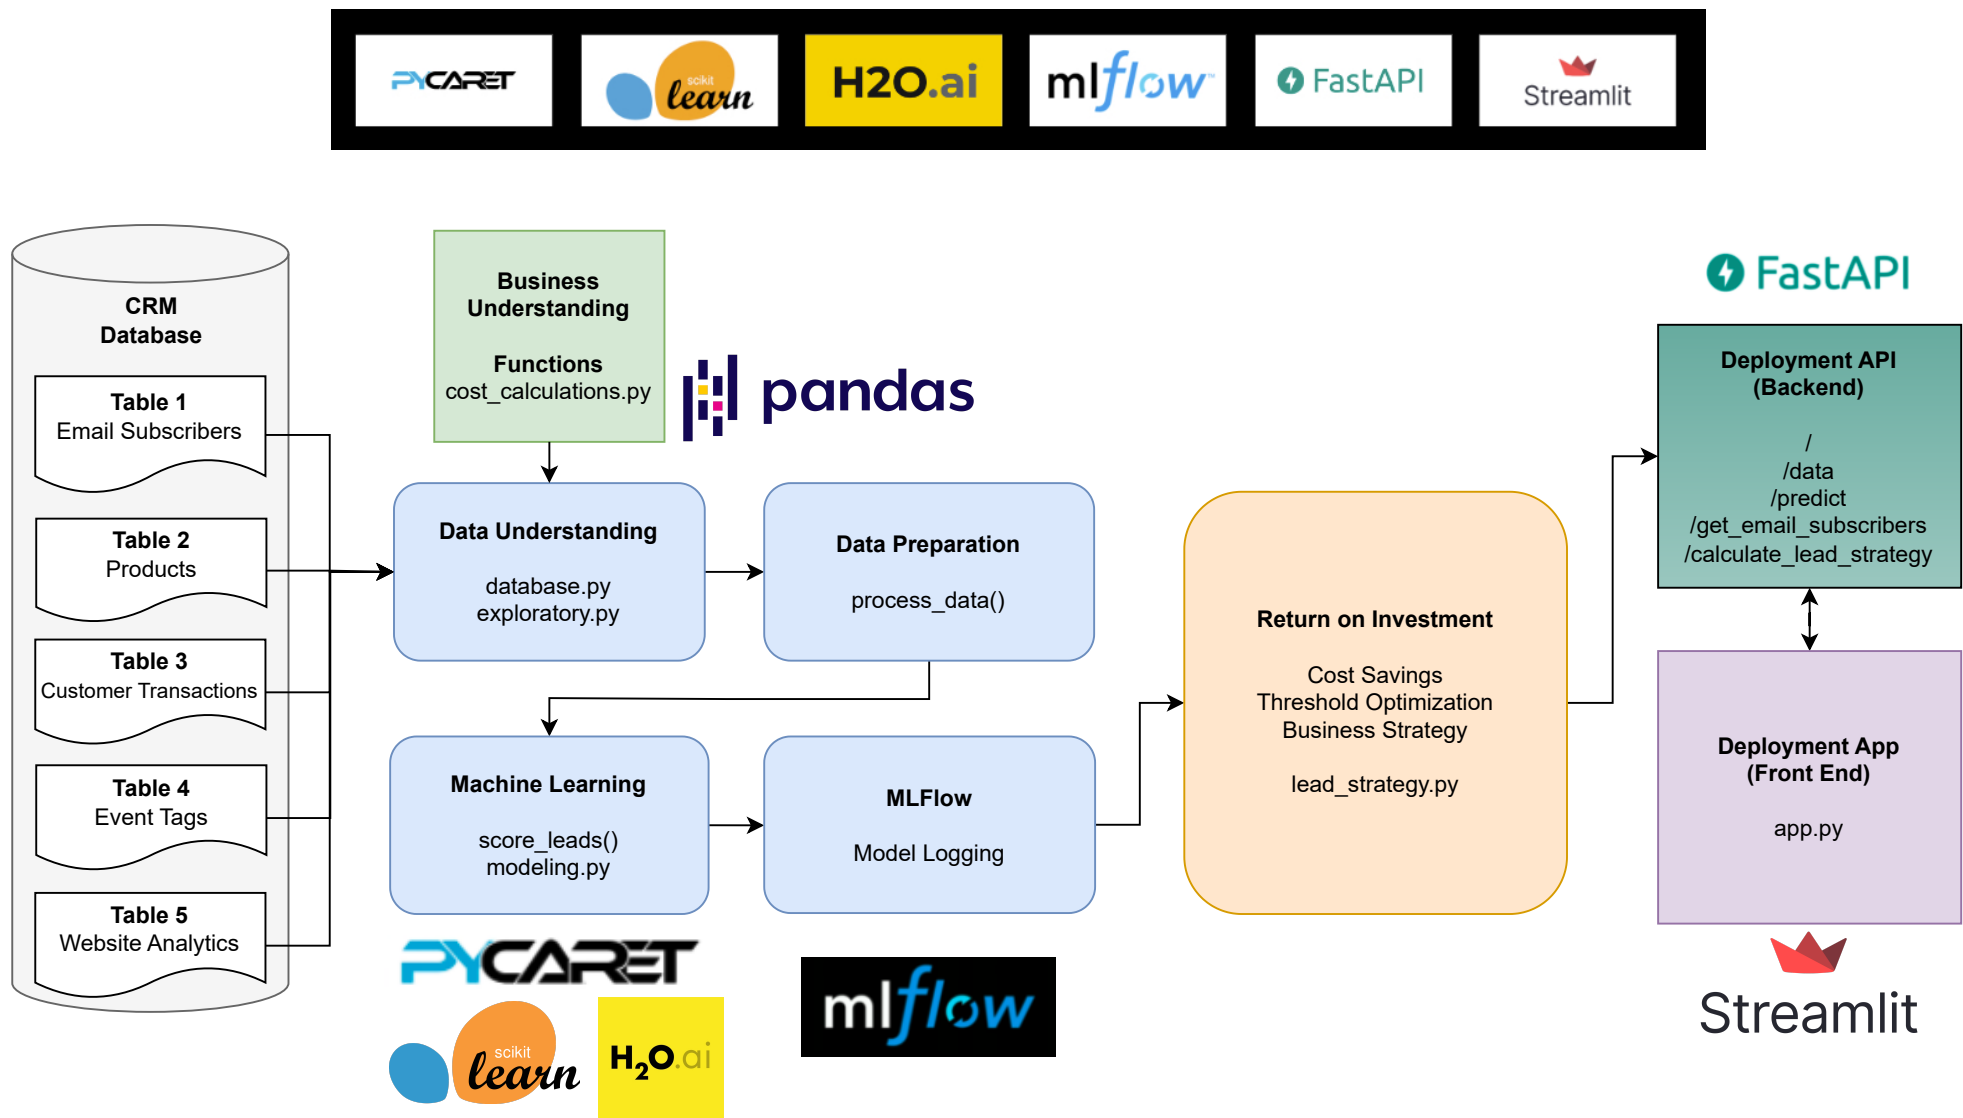 PYCARET
scikit
learn
H2O.ai
mlflow™
FastAPI
Streamlit
CRM
Database
Table 1
Email Subscribers
Table 2
Products
Table 3
Customer Transactions
Table 4
Event Tags
Table 5
Website Analytics
Business
Understanding
Functions
cost_calculations.py
pandas
Data Understanding
database.py
exploratory.py
Data Preparation
process_data()
Machine Learning
score_leads()
modeling.py
MLFlow
Model Logging
PYCARET
scikit
learn
H2O.ai
mlflow
Return on Investment
Cost Savings
Threshold Optimization
Business Strategy
lead_strategy.py
FastAPI
Deployment API
(Backend)
/
/data
/predict
/get_email_subscribers
/calculate_lead_strategy
Deployment App
(Front End)
app.py
Streamlit